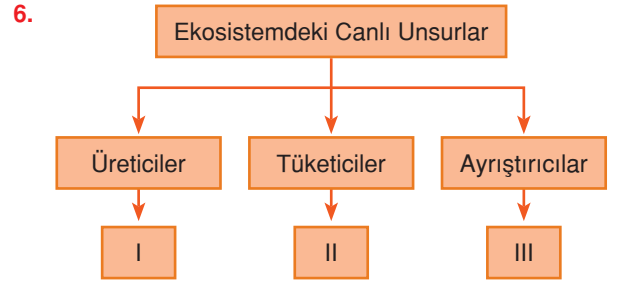 6.
Ekosistemdeki Canlı Unsurlar
Üreticiler Tüketiciler Ayrıştırıcılar
I II III